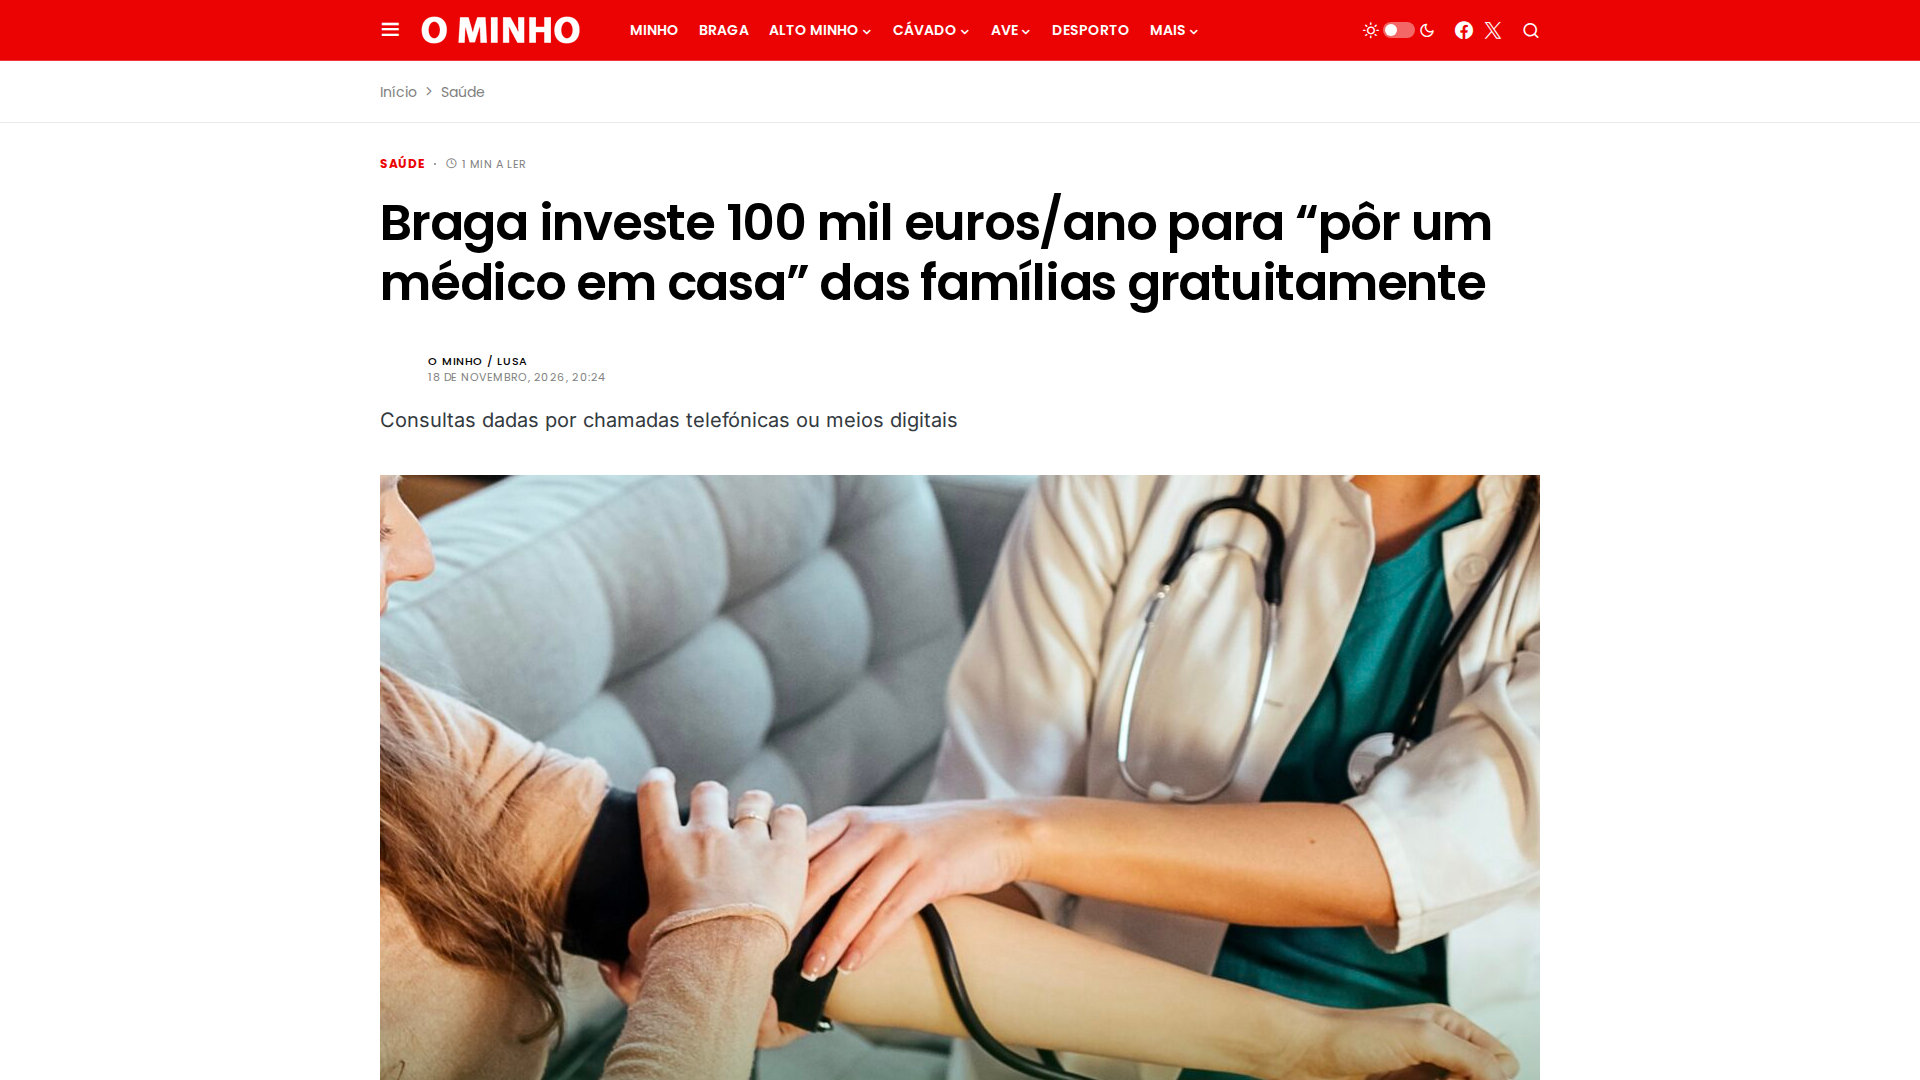 O MINHO
MINHO BRAGA ALTO MINHO CÁVADO AVE DESPORTO MAIS
Início Saúde
SAÚDE · 1 MIN A LER
Braga investe 100 mil euros/ano para “pôr um
médico em casa” das famílias gratuitamente
O MINHO / LUSA
18 DE NOVEMBRO, 2026, 20:24
Consultas dadas por chamadas telefónicas ou meios digitais